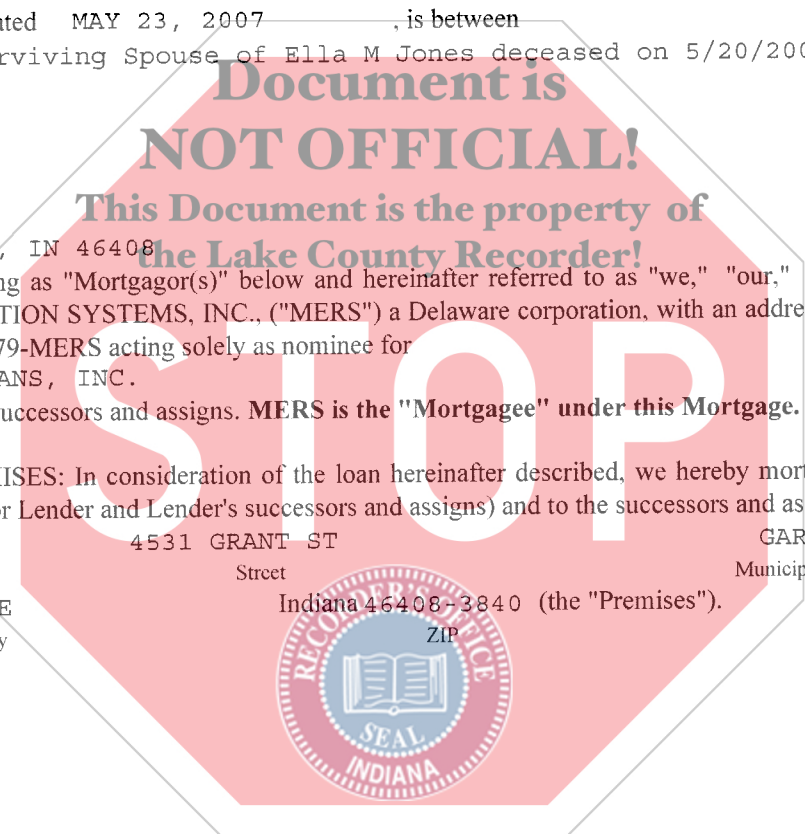 ated MAY 23, 2007 , is between
rviving Spouse of Ella M Jones deceased on 5/20/200
Document is
NOT OFFICIAL!
This Document is the property of
, IN 46408
the Lake County Recorder!
ng as "Mortgagor(s)" below and hereinafter referred to as "we," "our,"
TION SYSTEMS, INC., ("MERS") a Delaware corporation, with an addre
79-MERS acting solely as nominee for
ANS, INC.
uccessors and assigns. MERS is the "Mortgagee" under this Mortgage.
STOP
IISES: In consideration of the loan hereinafter described, we hereby mort
r Lender and Lender's successors and assigns) and to the successors and as
4531 GRANT ST GAR
Street Municip
E Indiana 46408-3840 (the "Premises").
y ZIP
RECORDER'S OFFICE
SEAL
INDIANA